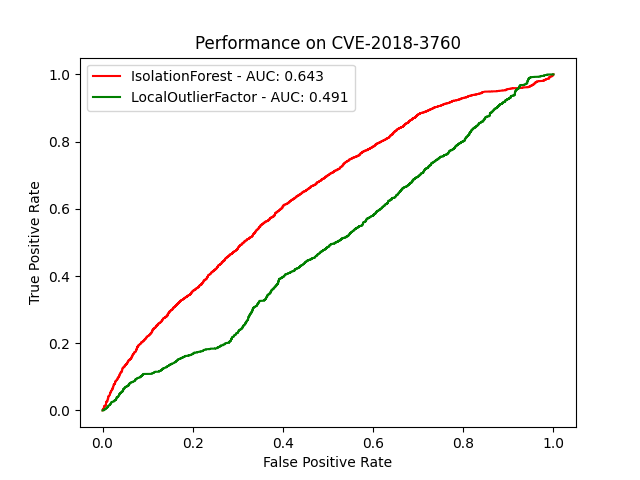 Performance on CVE-2018-3760
IsolationForest - AUC: 0.643
LocalOutlierFactor - AUC: 0.491
True Positive Rate
1.0
0.8
0.6
0.4
0.2
0.0
0.0 0.2 0.4 0.6 0.8 1.0
False Positive Rate